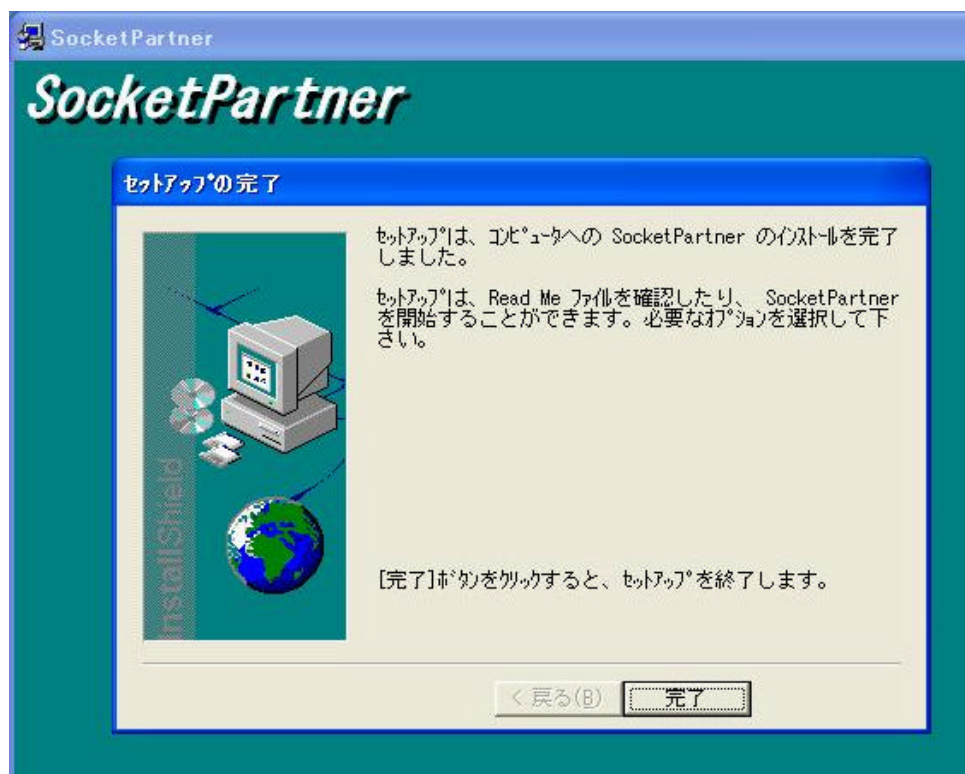 SocketPartner
SocketPartner
ｾｯﾄｱｯﾌﾟの完了
ｾｯﾄｱｯﾌﾟは、ｺﾝﾋﾟｭｰﾀへの SocketPartner のｲﾝｽﾄｰﾙを完了
しました。
ｾｯﾄｱｯﾌﾟは、Read Me ﾌｧｲﾙを確認したり、 SocketPartner
を開始することができます。必要なｵﾌﾟｼｮﾝを選択して下
さい。
InstallShield
[完了]ﾎﾞﾀﾝをｸﾘｯｸすると、ｾｯﾄｱｯﾌﾟを終了します。
< 戻る(B)
完了